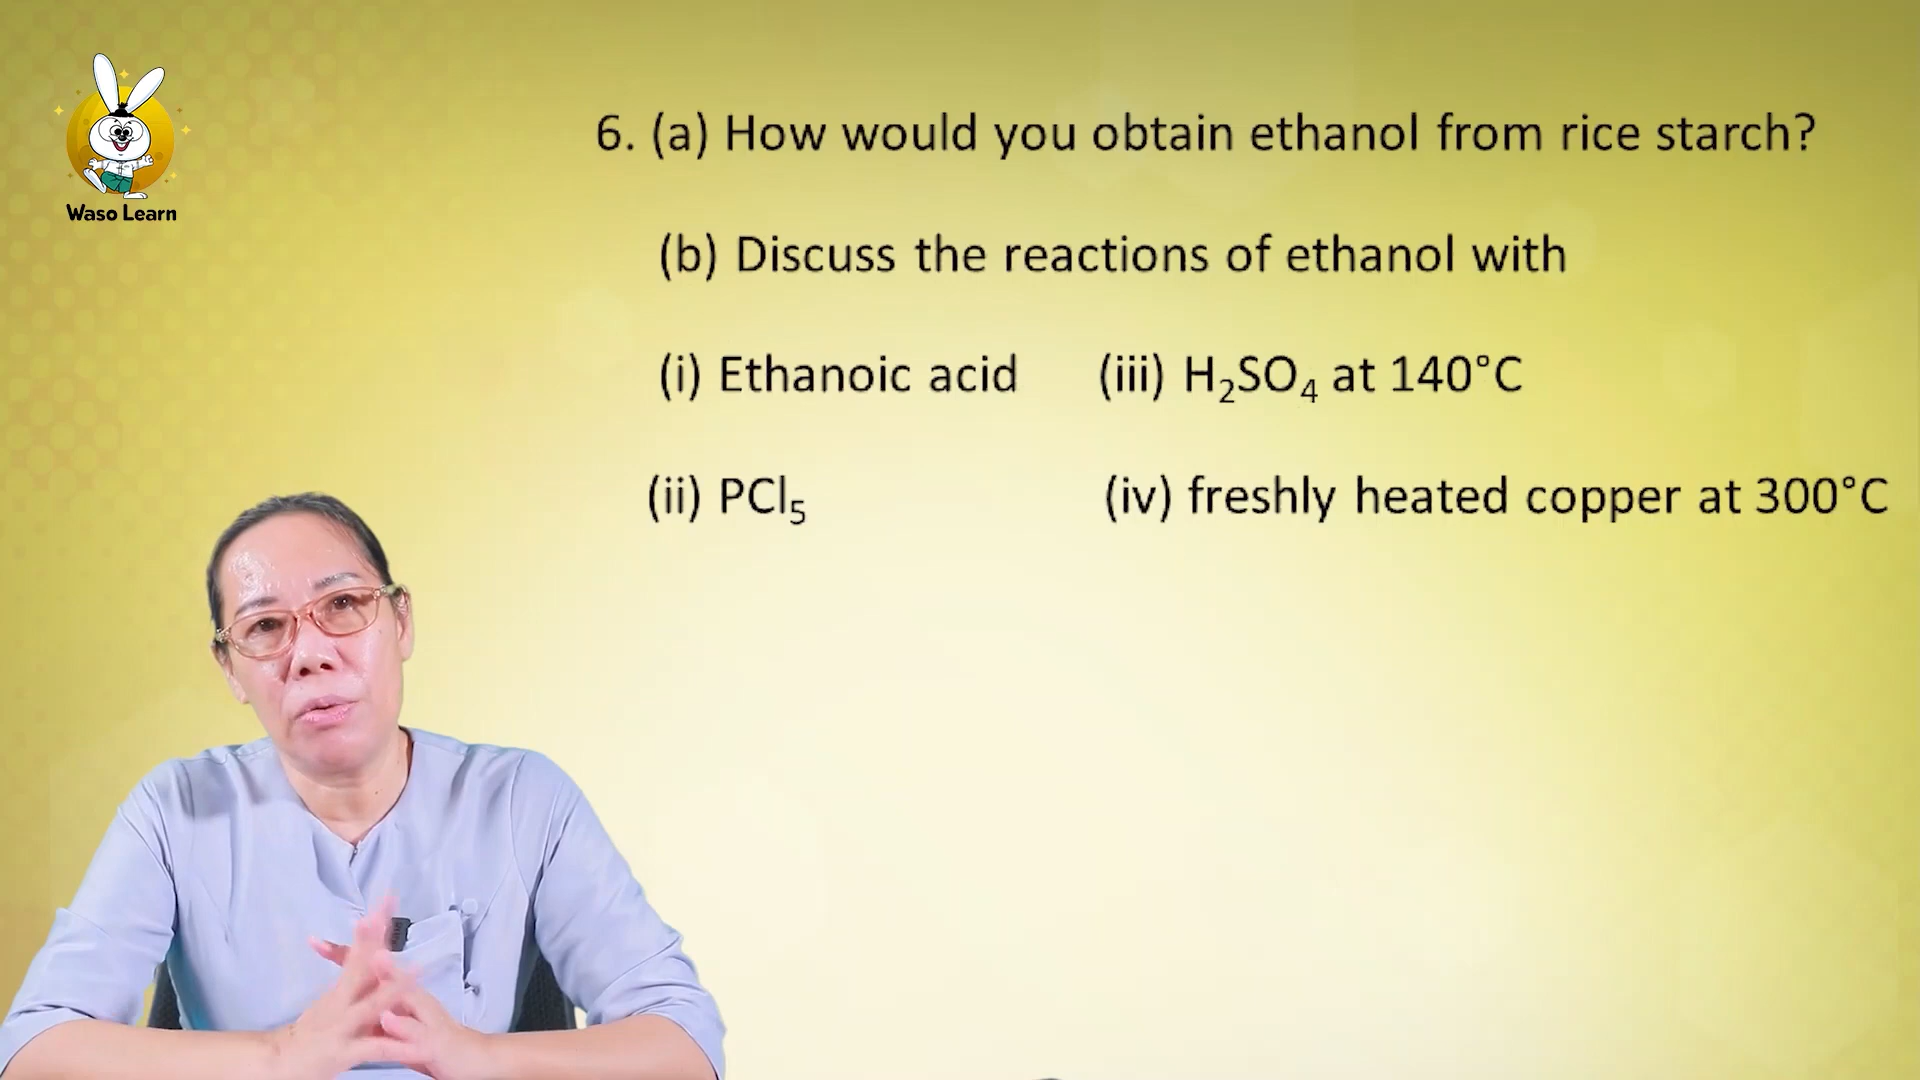 Waso Learn
6. (a) How would you obtain ethanol from rice starch?
(b) Discuss the reactions of ethanol with
(i) Ethanoic acid (iii) H₂SO₄ at 140°C
(ii) PCl₅ (iv) freshly heated copper at 300°C